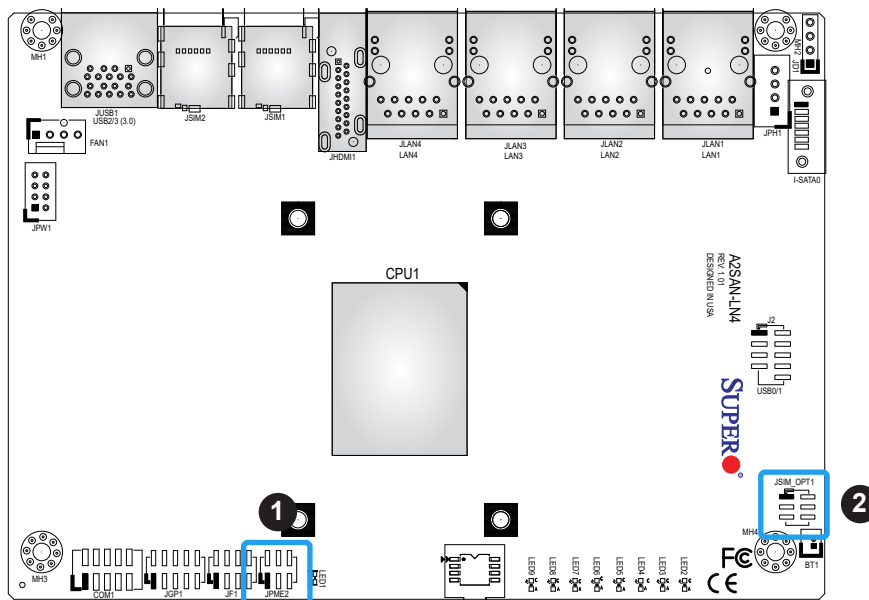 MH1
JUSB1
USB2/3 (3.0)
FAN1
JPW1
JSIM2
JSIM1
JHDMI1
JLAN4
LAN4
JLAN3
LAN3
JLAN2
LAN2
JLAN1
LAN1
MH2
JD1
JPH1
I-SATA0
CPU1
A2SAN-LN4
REV: 1.01
DESIGNED IN USA
J2
USB0/1
SUPER
JSIM_OPT1
2
MH4
BT1
FC
CE
1
MH3
COM1
JGP1
JF1
JPME2
LED1
LED9
C
A
LED8
C
A
LED7
C
A
LED6
C
A
LED5
C
A
LED4
C
A
LED3
C
A
LED2
C
A